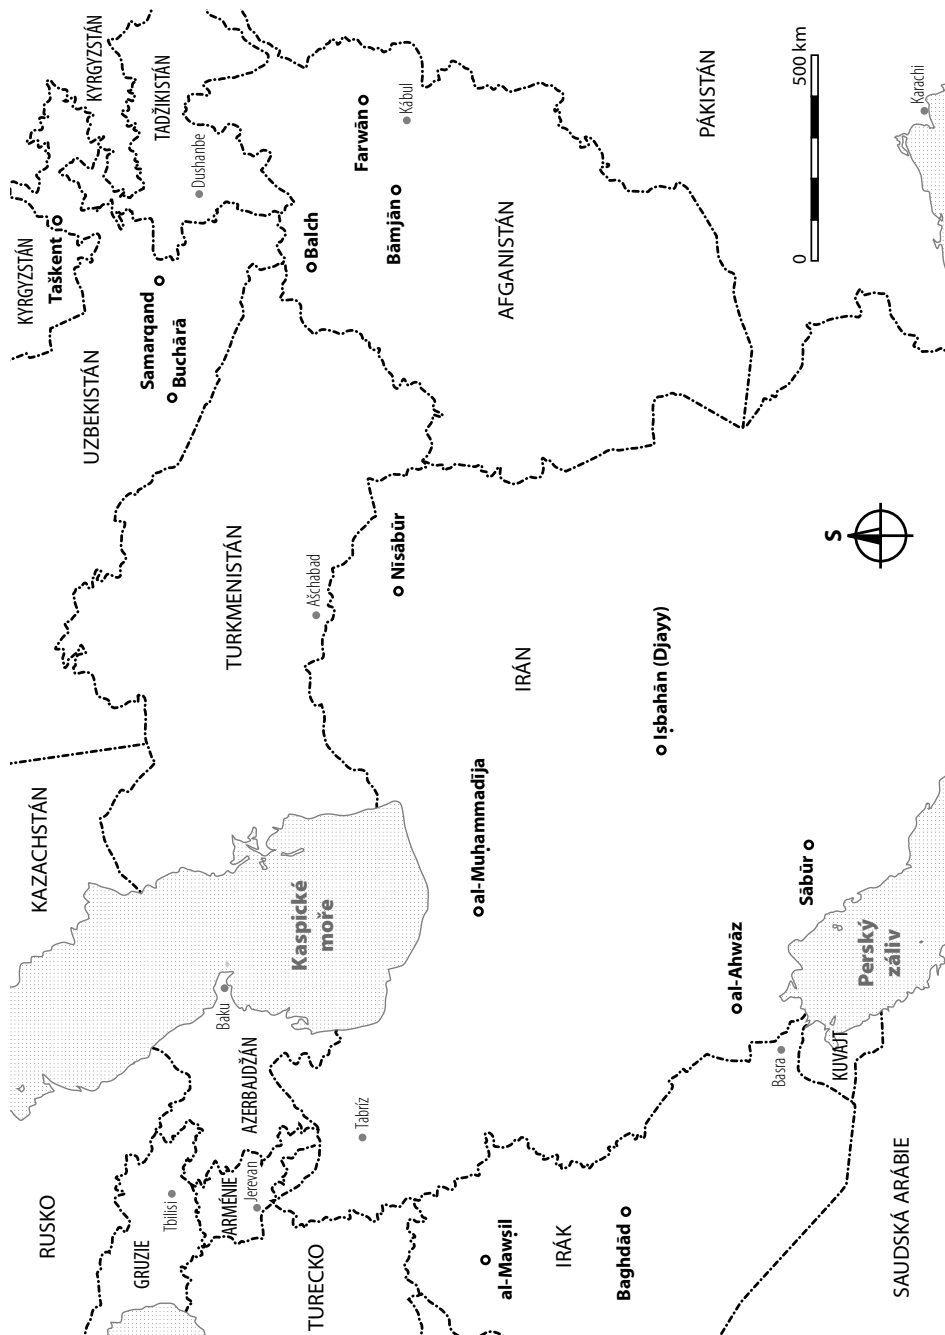 RUSKO
KAZACHSTÁN
KYRGYZSTÁN
Taškent
UZBEKISTÁN
KYRGYZSTÁN
GRUZIE
Tbilisi
Samarqand
Buchārā
TADŽIKISTÁN
Dushanbe
ARMÉNIE
Jerevan
AZERBAJDZÁN
Baku
TURKMENISTÁN
Kaspické
moře
TURECKO
Ašchabad
Balch
Tabríz
Nīsābūr
Bāmjān
Farwān
Kábul
al-Muḥammadīja
al-Mawṣil
AFGANISTÁN
IRÁN
IRÁK
Baghdād
Iṣbahān (Djayy)
PÁKISTÁN
al-Ahwāz
Basra
Sābūr
0
500 km
S
KUVAJT
Perský
záliv
SAUDSKÁ ARÁBIE
Karachi